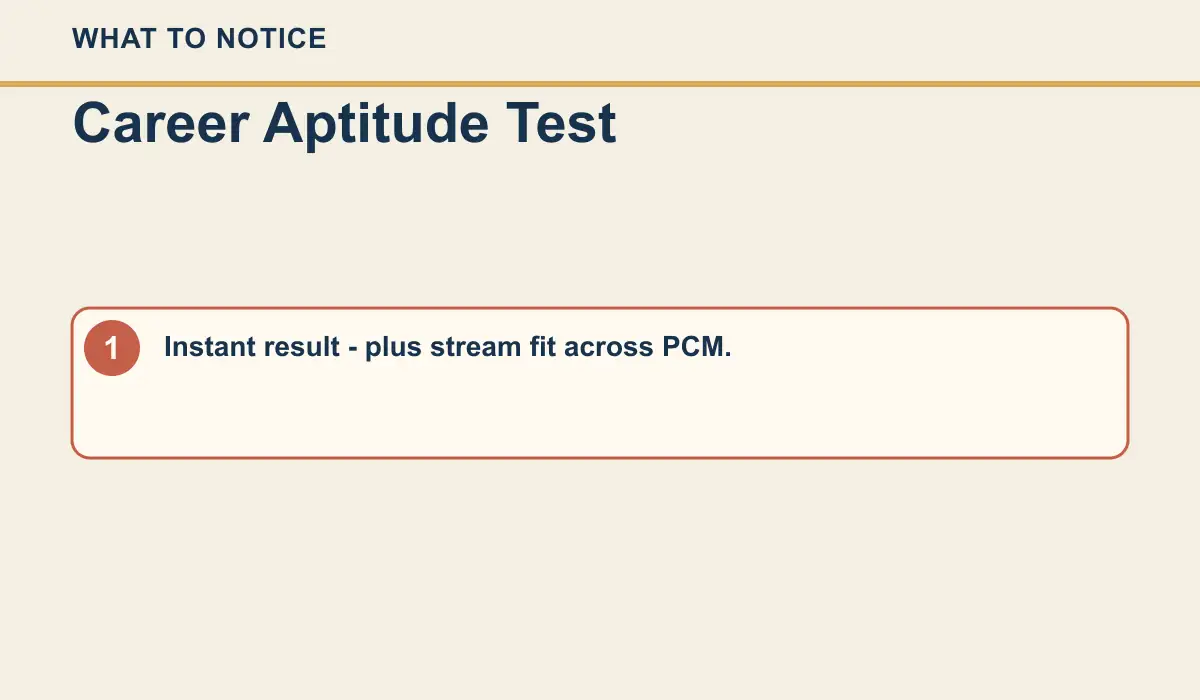 WHAT TO NOTICE
Career Aptitude Test
1 Instant result - plus stream fit across PCM.